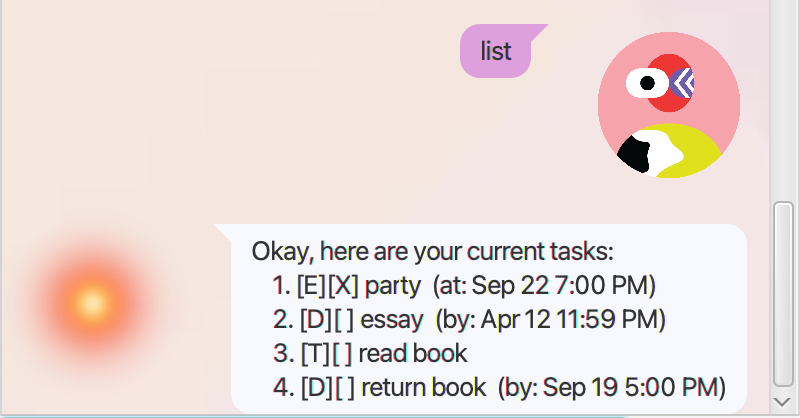 list
Okay, here are your current tasks:
1. [E][X] party  (at: Sep 22 7:00 PM)
2. [D][ ] essay  (by: Apr 12 11:59 PM)
3. [T][ ] read book
4. [D][ ] return book  (by: Sep 19 5:00 PM)